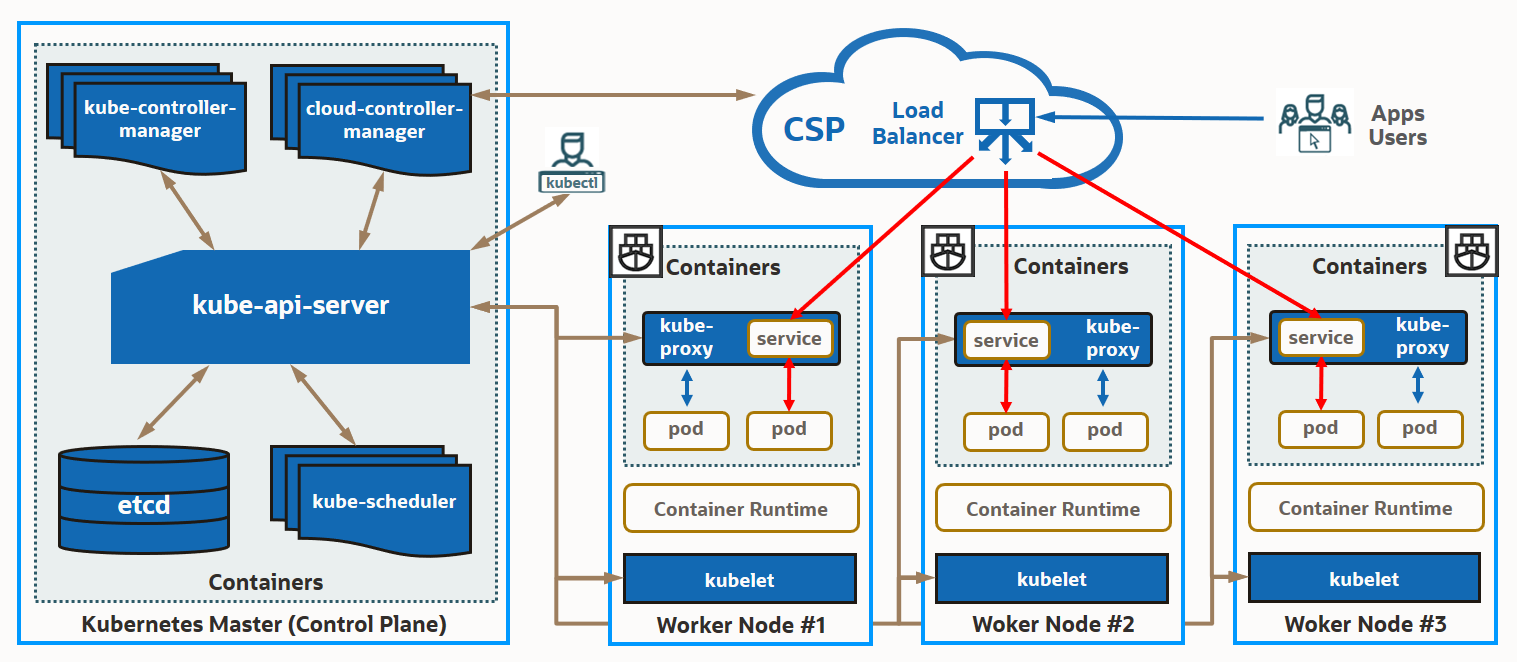 kube-controller-
manager
cloud-controller-
manager
kubectl
CSP
Load
Balancer
Apps
Users
kube-api-server
etcd
kube-scheduler
Containers
Kubernetes Master (Control Plane)
Containers
kube-
proxy
service
pod
pod
Container Runtime
kubelet
Worker Node #1
Containers
service
kube-
proxy
pod
pod
Container Runtime
kubelet
Woker Node #2
Containers
service
kube-
proxy
pod
pod
Container Runtime
kubelet
Woker Node #3